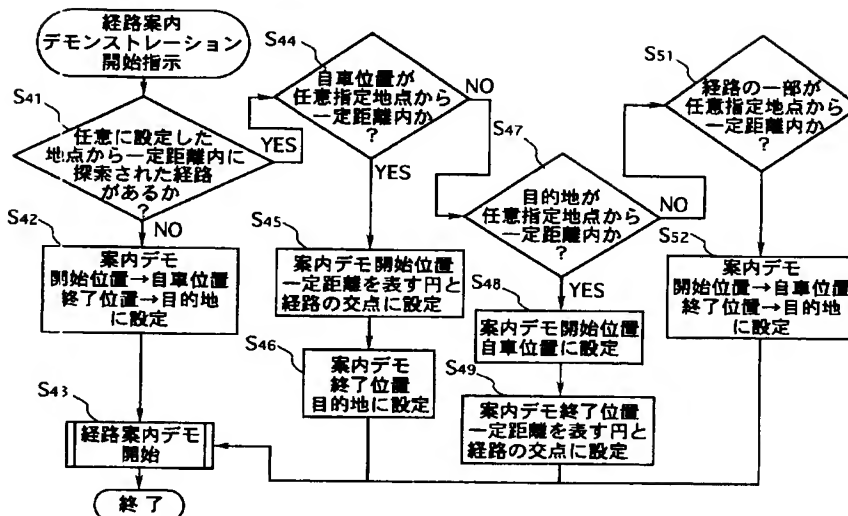 経路案内
デモンストレーション
開始指示
S41
任意に設定した
地点から一定距離内に
探索された経路
があるか
?
YES
NO
S42
案内デモ
開始位置→自車位置
終了位置→目的地
に設定
S43
経路案内デモ
開始
終了
S44
自車位置が
任意指定地点から
一定距離内か
?
NO
YES
S45
案内デモ開始位置
一定距離を表す円と
経路の交点に設定
S46
案内デモ
終了位置
目的地に設定
S47
目的地が
任意指定地点から
一定距離内か
?
NO
YES
S48
案内デモ開始位置
自車位置に設定
S49
案内デモ終了位置
一定距離を表す円と
経路の交点に設定
S51
経路の一部が
任意指定地点から
一定距離内か
?
S52
案内デモ
開始位置→自車位置
終了位置→目的地
に設定